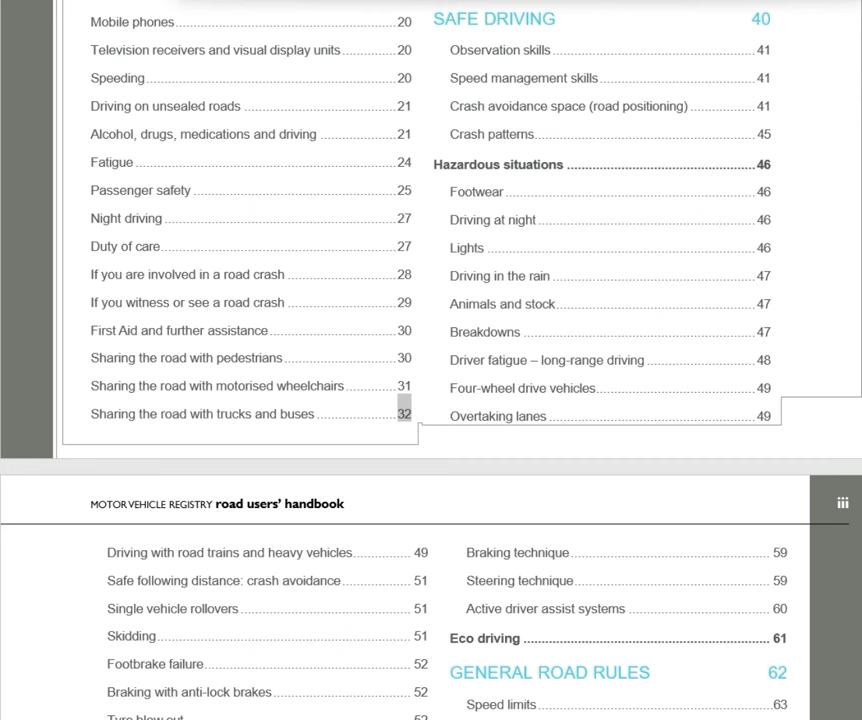 Mobile phones 20
Television receivers and visual display units 20
Speeding 20
Driving on unsealed roads 21
Alcohol, drugs, medications and driving 21
Fatigue 24
Passenger safety 25
Night driving 27
Duty of care 27
If you are involved in a road crash 28
If you witness or see a road crash 29
First Aid and further assistance 30
Sharing the road with pedestrians 30
Sharing the road with motorised wheelchairs 31
Sharing the road with trucks and buses 32
SAFE DRIVING 40
Observation skills 41
Speed management skills 41
Crash avoidance space (road positioning) 41
Crash patterns 45
Hazardous situations 46
Footwear 46
Driving at night 46
Lights 46
Driving in the rain 47
Animals and stock 47
Breakdowns 47
Driver fatigue – long-range driving 48
Four-wheel drive vehicles 49
Overtaking lanes 49
MOTOR VEHICLE REGISTRY road users' handbook iii
Driving with road trains and heavy vehicles 49
Safe following distance: crash avoidance 51
Single vehicle rollovers 51
Skidding 51
Footbrake failure 52
Braking with anti-lock brakes 52
Tyre blow out 52
Braking technique 59
Steering technique 59
Active driver assist systems 60
Eco driving 61
GENERAL ROAD RULES 62
Speed limits 63